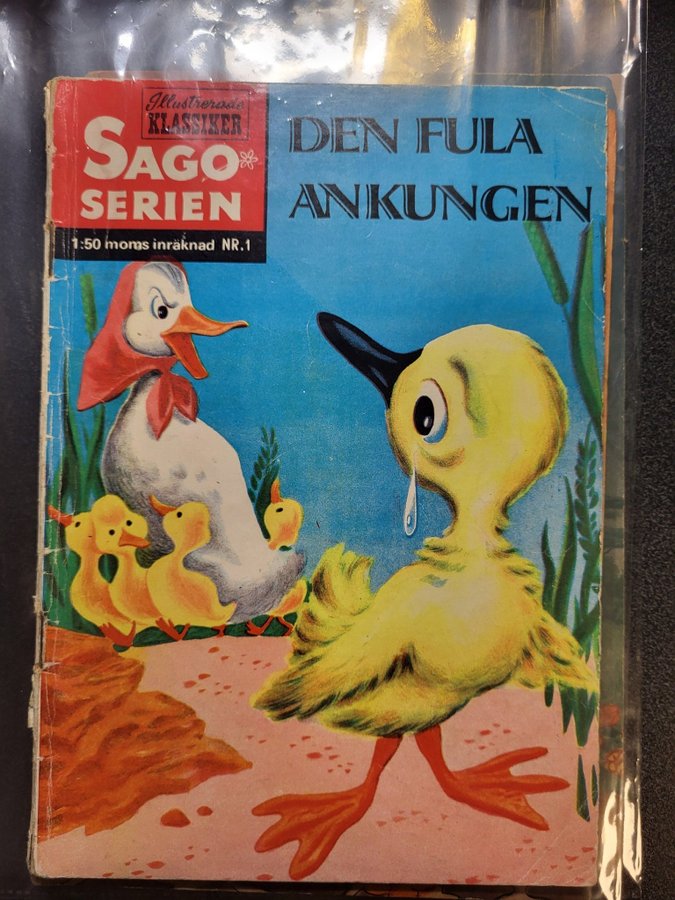 Illustrerade
KLASSIKER
SAGO
SERIEN
1:50 moms inräknad NR.1
DEN FULA
ANKUNGEN